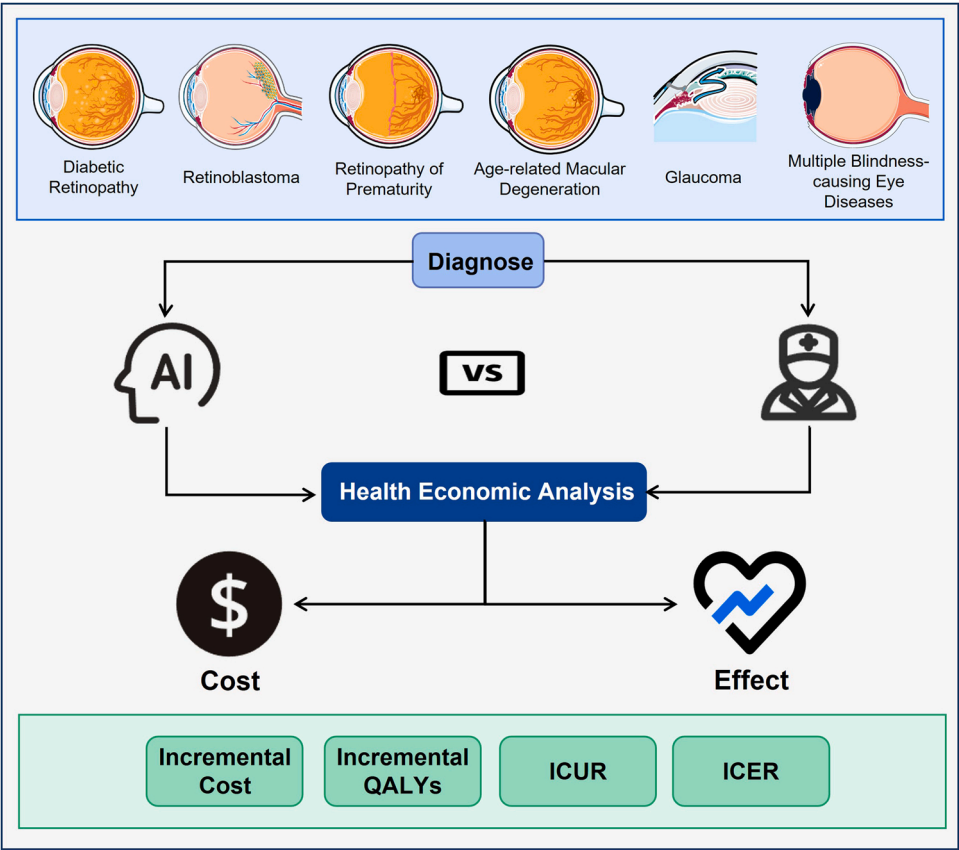 Diabetic
Retinopathy
Retinoblastoma
Retinopathy of
Prematurity
Age-related Macular
Degeneration
Glaucoma
Multiple Blindness-
causing Eye
Diseases
Diagnose
AI
VS
Health Economic Analysis
$
Cost
Effect
Incremental
Cost
Incremental
QALYs
ICUR
ICER